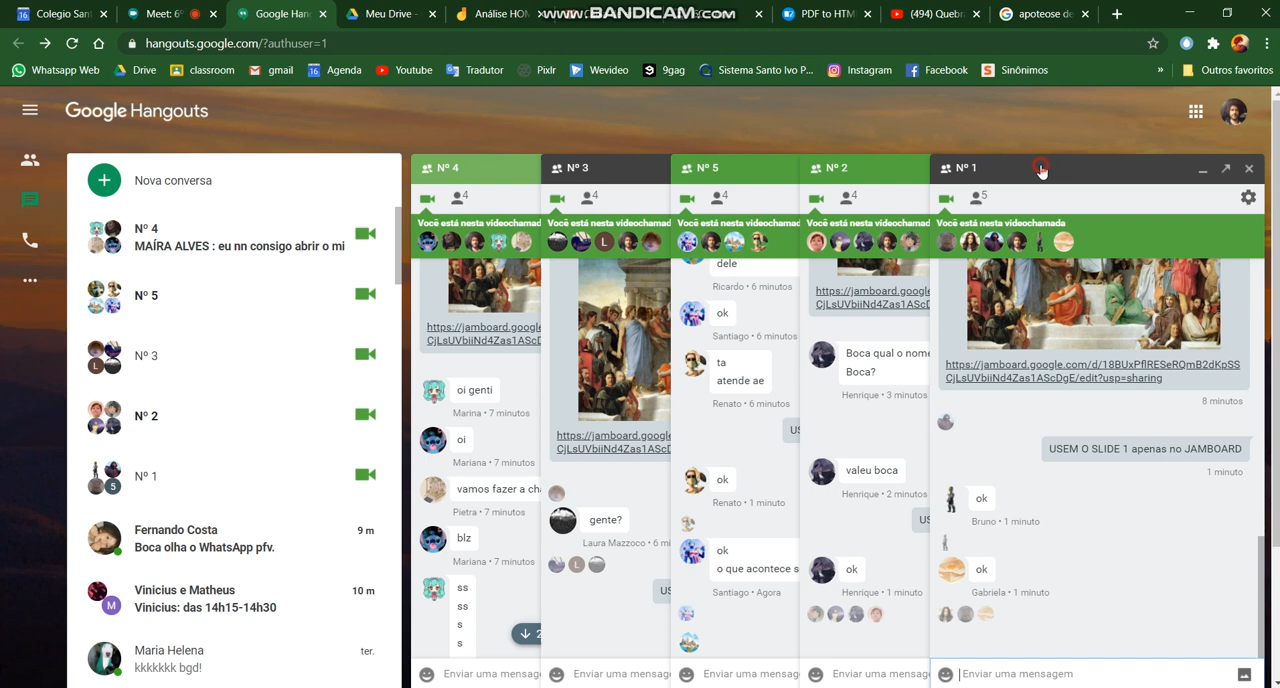 Colegio San
Meet: 6º
Google Han
Meu Drive -
Análise HOM
www.BANDICAM.com
PDF to HTM
(494) Quebr
apoteose de
hangouts.google.com/?authuser=1
Whatsapp Web
Drive
classroom
gmail
Agenda
Youtube
Tradutor
Pixlr
Wevideo
9gag
Sistema Santo Ivo P...
Instagram
Facebook
Sinônimos
»
Outros favoritos
Google Hangouts
Nova conversa
Nº 4
MAÍRA ALVES : eu nn consigo abrir o mi
Nº 5
Nº 3
L
Nº 2
Nº 1
5
Fernando Costa
9 m
Boca olha o WhatsApp pfv.
Vinicius e Matheus
10 m
M
Vinicius: das 14h15-14h30
Maria Helena
ter.
kkkkkkk bgd!
Nº 4
4
Você está nesta videochamad
https://jamboard.google
CjLsUVbiiNd4Zas1ASc
oi genti
Marina • 7 minutos
oi
Mariana • 7 minutos
vamos fazer a cha
Pietra • 7 minutos
blz
Mariana • 7 minutos
ss
ss
s
s
2
Enviar uma mensag
Nº 3
4
Você está nesta videochamad
L
https://jamboard.google
CjLsUVbiiNd4Zas1ASc
gente?
Laura Mazzoco • 6 mi
L
US
Enviar uma mensag
Nº 5
4
Você está nesta videochamad
dele
Ricardo • 6 minutos
ok
Santiago • 6 minutos
ta
atende ae
Renato • 6 minutos
US
ok
Renato • 1 minuto
ok
o que acontece s
Santiago • Agora
Enviar uma mensag
Nº 2
4
Você está nesta videochamad
https://jamboard.google
CjLsUVbiiNd4Zas1ASc
Boca qual o nome
Boca?
Henrique • 3 minutos
valeu boca
Henrique • 2 minutos
US
ok
Henrique • 1 minuto
Enviar uma mensag
Nº 1
5
Você está nesta videochamada
https://jamboard.google.com/d/18BUxPflRESeRQmB2dKpSS
CjLsUVbiiNd4Zas1AScDgE/edit?usp=sharing
8 minutos
USEM O SLIDE 1 apenas no JAMBOARD
1 minuto
ok
Bruno • 1 minuto
ok
Gabriela • 1 minuto
Enviar uma mensagem